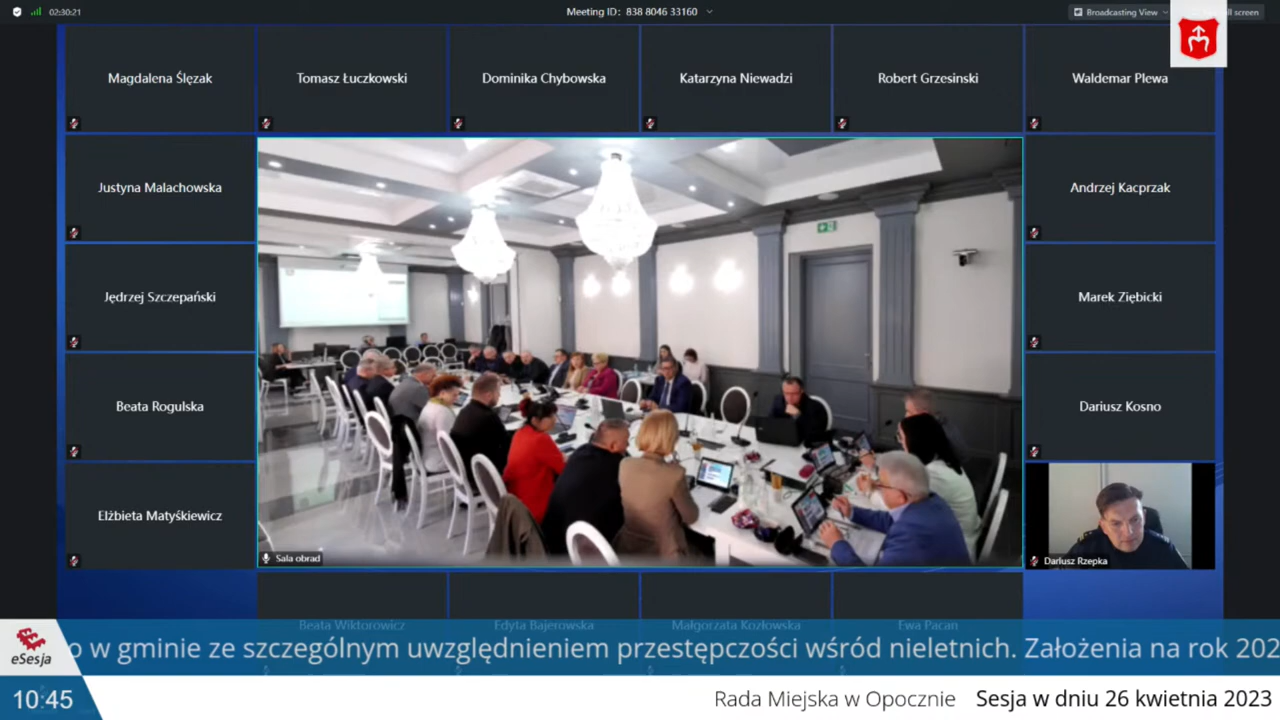 02:30:21
Meeting ID: 838 8046 33160
Broadcasting View
screen
Magdalena Ślęzak
Tomasz Łuczkowski
Dominika Chybowska
Katarzyna Niewadzi
Robert Grzesinski
Waldemar Plewa
Justyna Malachowska
Andrzej Kacprzak
Jędrzej Szczepański
Marek Ziębicki
Beata Rogulska
Dariusz Kosno
Elżbieta Matyśkiewicz
Sala obrad
Dariusz Rzepka
Beata Wiktorowicz
Edyta Bajerowska
Małgorzata Kozłowska
Ewa Pacan
o w gminie ze szczególnym uwzględnieniem przestępczości wśród nieletnich. Założenia na rok 202
eSesja
10:45
Rada Miejska w Opocznie Sesja w dniu 26 kwietnia 2023